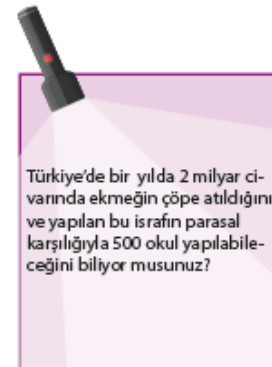 Türkiye’de bir yılda 2 milyar ci-
varında ekmeğin çöpe atıldığını
ve yapılan bu israfın parasal
karşılığıyla 500 okul yapılabile-
ceğini biliyor musunuz?